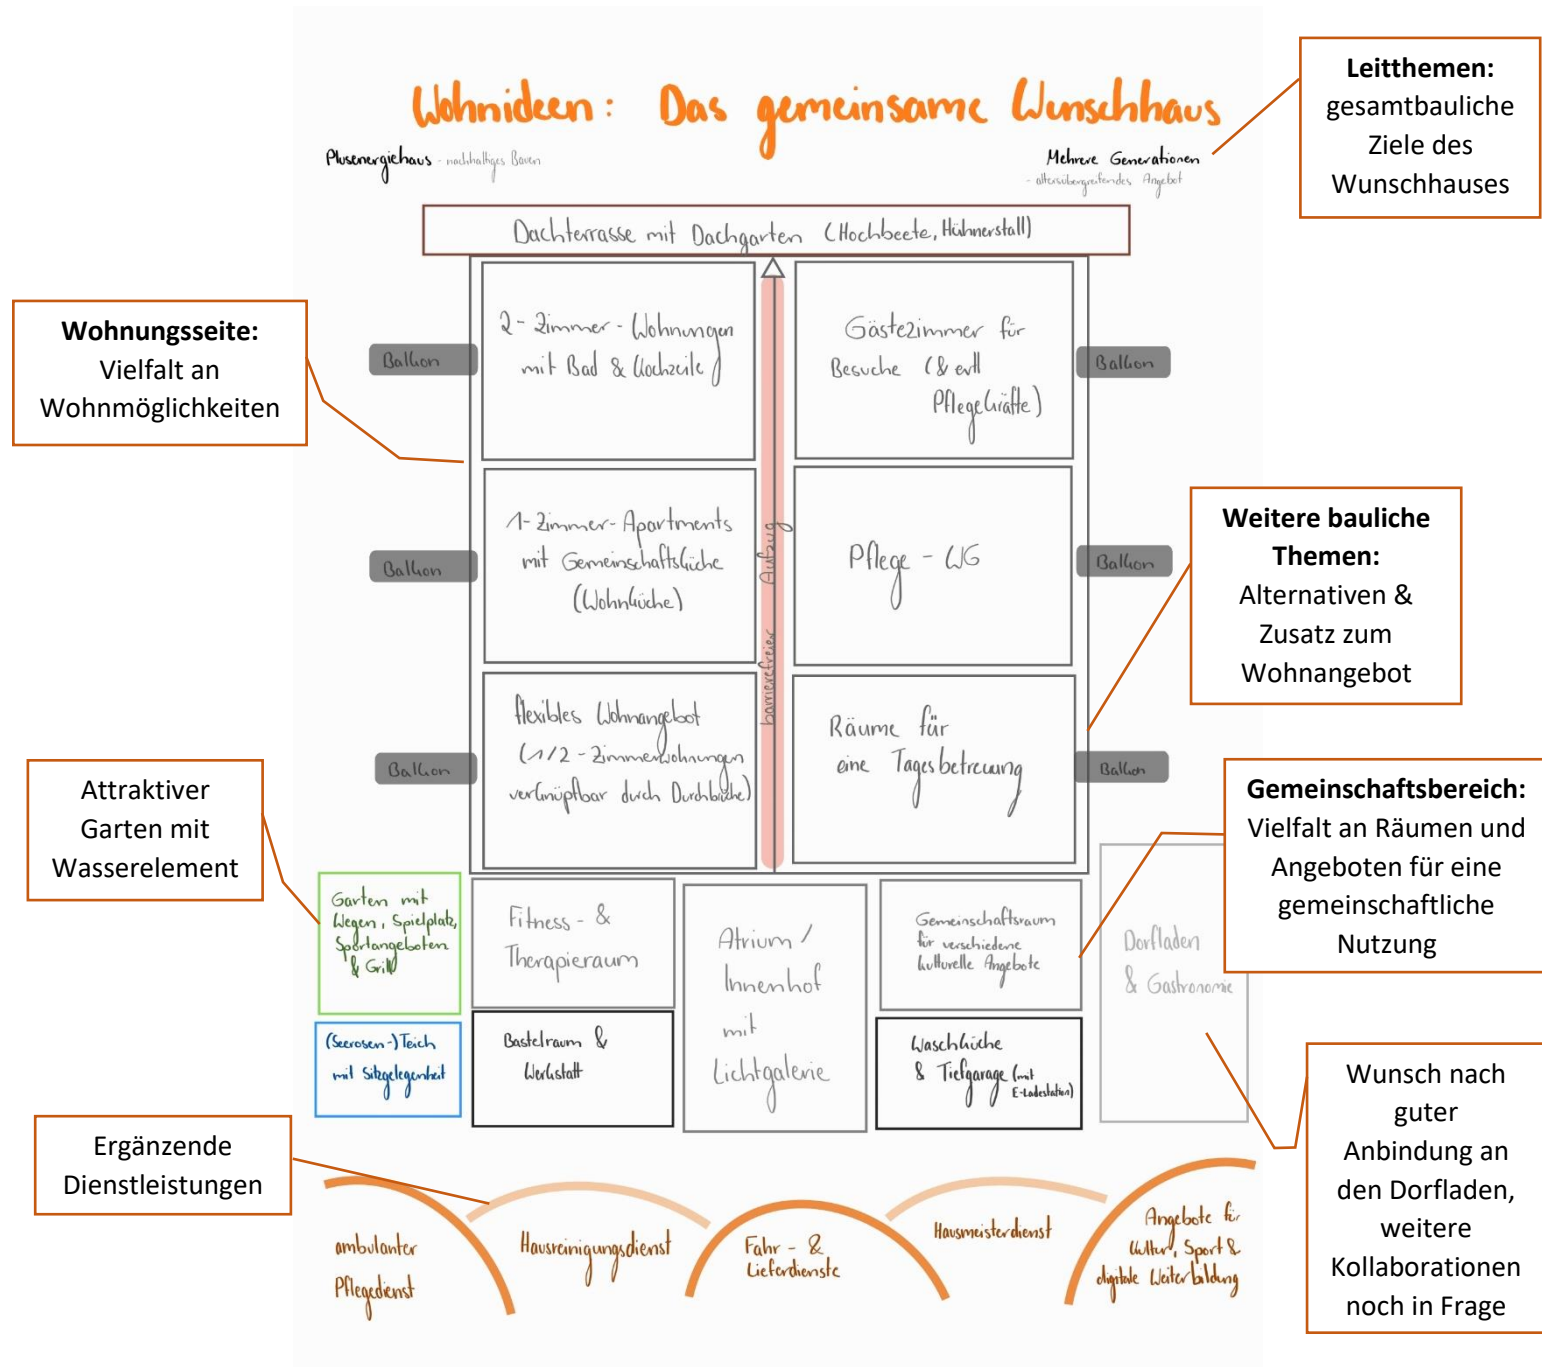 Wohnideen: Das gemeinsame Wunschhaus
Plusenergiehaus - nachhaltiges Bauen
Mehrere Generationen
- altersübergreifendes Angebot
Leitthemen:
gesamtbauliche
Ziele des
Wunschhauses
Dachterrasse mit Dachgarten (Hochbeete, Hühnerstall)
Wohnungsseite:
Vielfalt an
Wohnmöglichkeiten
Balkon
2-Zimmer-Wohnungen
mit Bad & Kochzeile
Gästezimmer für
Besuche (& evtl
Pflegekräfte)
Balkon
Balkon
1-Zimmer-Apartments
mit Gemeinschaftsküche
(Wohnküche)
barrierefreier Aufzug
Pflege-WG
Balkon
Weitere bauliche
Themen:
Alternativen &
Zusatz zum
Wohnangebot
Balkon
flexibles Wohnangebot
(1/2-Zimmerwohnungen
verknüpfbar durch Durchbrüche)
Räume für
eine Tagesbetreuung
Balkon
Attraktiver
Garten mit
Wasserelement
Gemeinschaftsbereich:
Vielfalt an Räumen und
Angeboten für eine
gemeinschaftliche
Nutzung
Garten mit
Wegen, Spielplatz,
Sportangeboten
& Grill
Fitness- &
Therapieraum
Atrium/
Innenhof
mit
Lichtgalerie
Gemeinschaftsraum
für verschiedene
kulturelle Angebote
Dorfladen
& Gastronomie
(Seerosen-)Teich
mit Sitzgelegenheit
Bastelraum &
Werkstatt
Waschküche
& Tiefgarage (mit
E-Ladestation)
Wunsch nach
guter
Anbindung an
den Dorfladen,
weitere
Kollaborationen
noch in Frage
Ergänzende
Dienstleistungen
ambulanter
Pflegedienst
Hausreinigungsdienst
Fahr- &
Lieferdienste
Hausmeisterdienst
Angebote für
Kultur, Sport &
digitale Weiterbildung